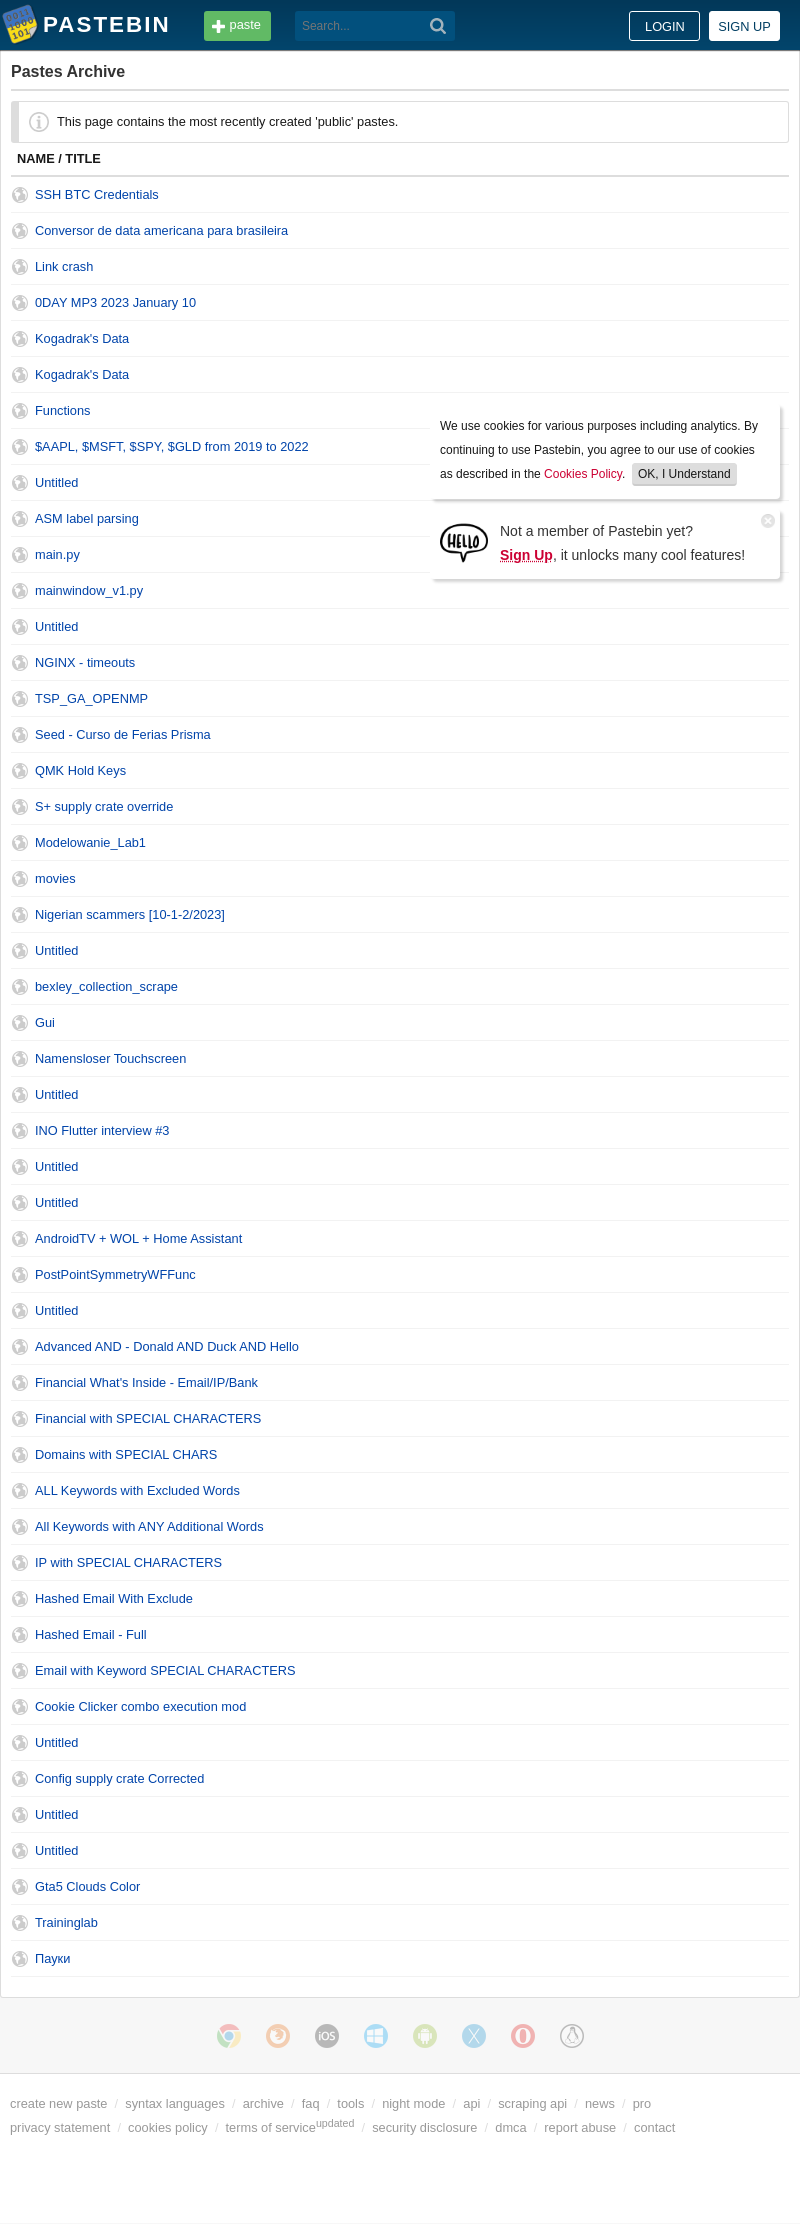 PASTEBIN
paste
Search...
LOGIN
SIGN UP
Pastes Archive
This page contains the most recently created 'public' pastes.
NAME / TITLE
SSH BTC Credentials
Conversor de data americana para brasileira
Link crash
0DAY MP3 2023 January 10
Kogadrak's Data
Kogadrak's Data
Functions
$AAPL, $MSFT, $SPY, $GLD from 2019 to 2022
Untitled
ASM label parsing
main.py
mainwindow_v1.py
We use cookies for various purposes including analytics. By
continuing to use Pastebin, you agree to our use of cookies
as described in the Cookies Policy. OK, I Understand
HELLO
Not a member of Pastebin yet?
Sign Up, it unlocks many cool features!
Untitled
NGINX - timeouts
TSP_GA_OPENMP
Seed - Curso de Ferias Prisma
QMK Hold Keys
S+ supply crate override
Modelowanie_Lab1
movies
Nigerian scammers [10-1-2/2023]
Untitled
bexley_collection_scrape
Gui
Namensloser Touchscreen
Untitled
INO Flutter interview #3
Untitled
Untitled
AndroidTV + WOL + Home Assistant
PostPointSymmetryWFFunc
Untitled
Advanced AND - Donald AND Duck AND Hello
Financial What's Inside - Email/IP/Bank
Financial with SPECIAL CHARACTERS
Domains with SPECIAL CHARS
ALL Keywords with Excluded Words
All Keywords with ANY Additional Words
IP with SPECIAL CHARACTERS
Hashed Email With Exclude
Hashed Email - Full
Email with Keyword SPECIAL CHARACTERS
Cookie Clicker combo execution mod
Untitled
Config supply crate Corrected
Untitled
Untitled
Gta5 Clouds Color
Traininglab
Пауки
iOS
create new paste / syntax languages / archive / faq / tools / night mode / api / scraping api / news / pro
privacy statement / cookies policy / terms of service updated / security disclosure / dmca / report abuse / contact